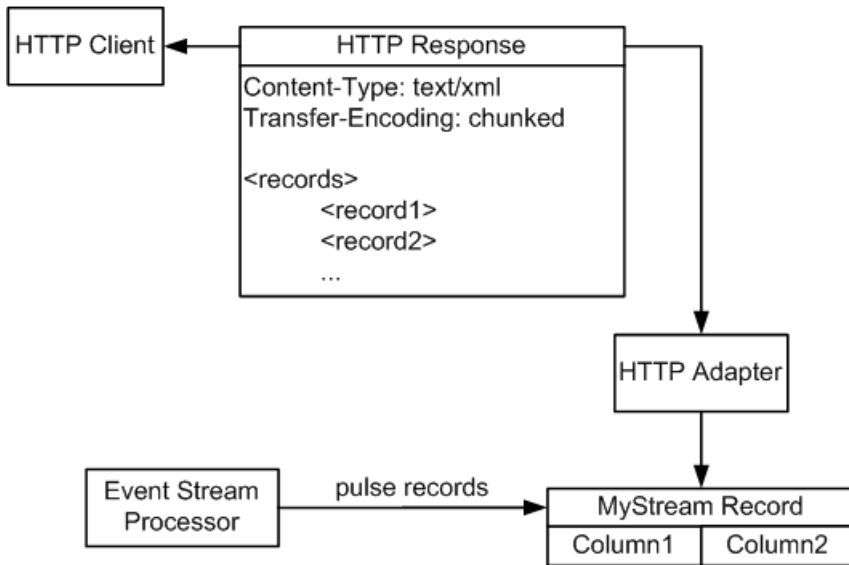 HTTP Client
HTTP Response
Content-Type: text/xml
Transfer-Encoding: chunked
<records>
<record1>
<record2>
...
HTTP Adapter
Event Stream
Processor
pulse records
MyStream Record
Column1
Column2